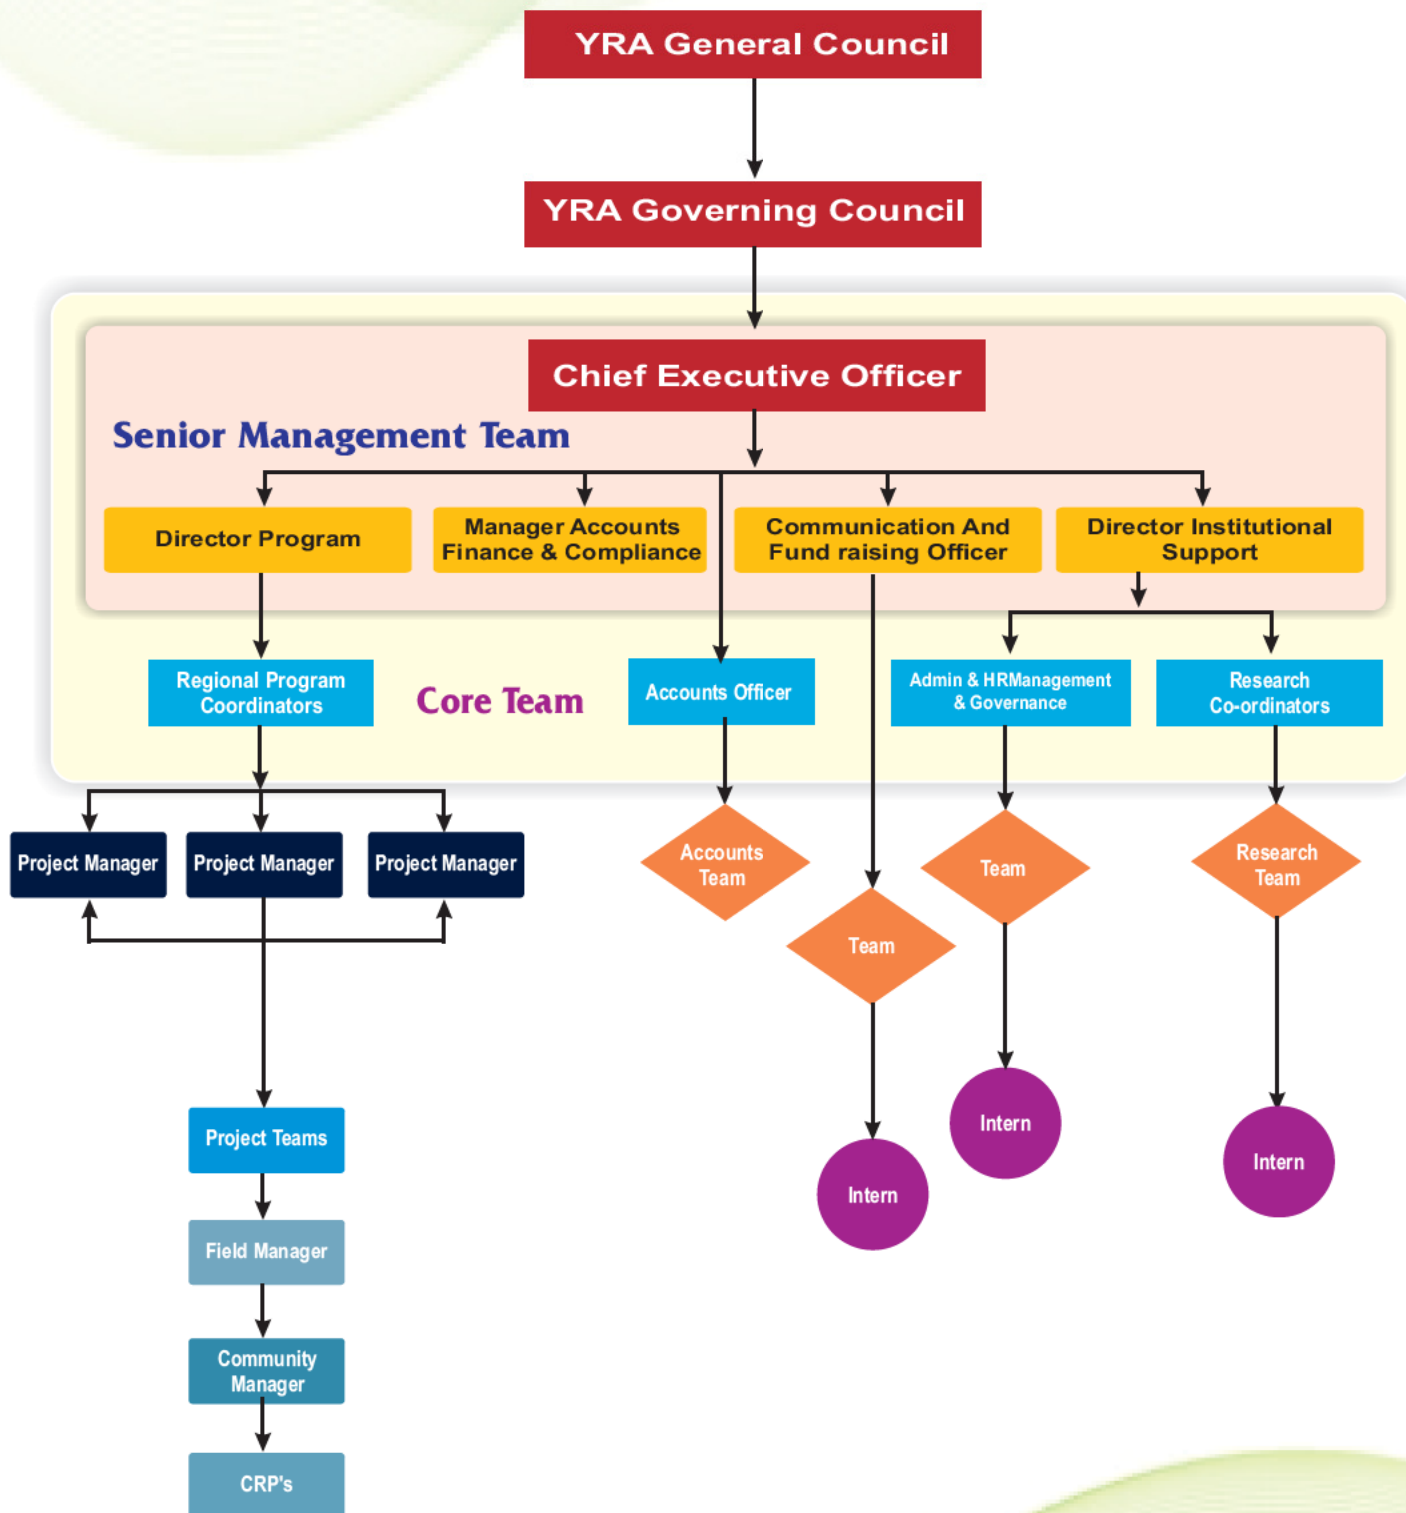 YRA General Council
YRA Governing Council
Chief Executive Officer
Senior Management Team
Director Program
Manager Accounts
Finance & Compliance
Communication And
Fund raising Officer
Director Institutional
Support
Regional Program
Coordinators
Core Team
Accounts Officer
Admin & HRManagement
& Governance
Research
Co-ordinators
Project Manager
Project Manager
Project Manager
Accounts
Team
Team
Team
Research
Team
Project Teams
Intern
Intern
Intern
Field Manager
Community
Manager
CRP's